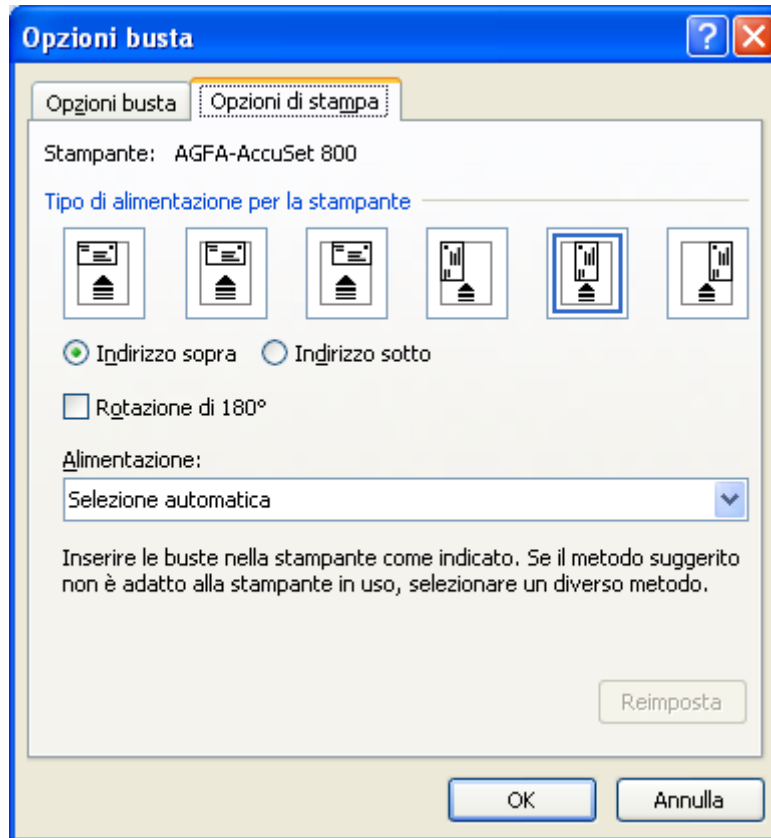 Opzioni busta
Opzioni busta Opzioni di stampa
Stampante: AGFA-AccuSet 800
Tipo di alimentazione per la stampante
Indirizzo sopra Indirizzo sotto
Rotazione di 180°
Alimentazione:
Selezione automatica
Inserire le buste nella stampante come indicato. Se il metodo suggerito
non è adatto alla stampante in uso, selezionare un diverso metodo.
Reimposta
OK Annulla